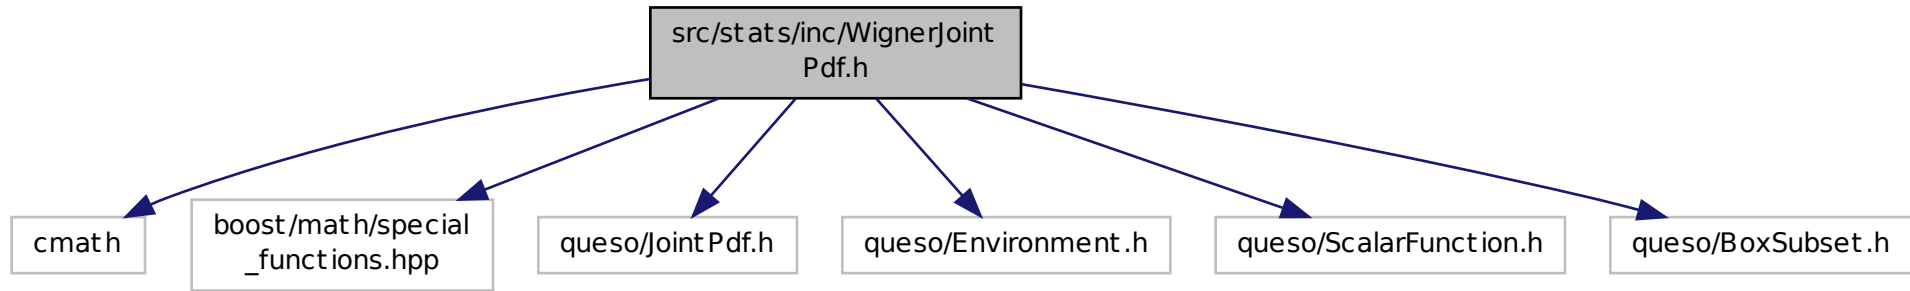 src/stats/inc/WignerJoint
Pdf.h
cmath
boost/math/special
_functions.hpp
queso/JointPdf.h
queso/Environment.h
queso/ScalarFunction.h
queso/BoxSubset.h